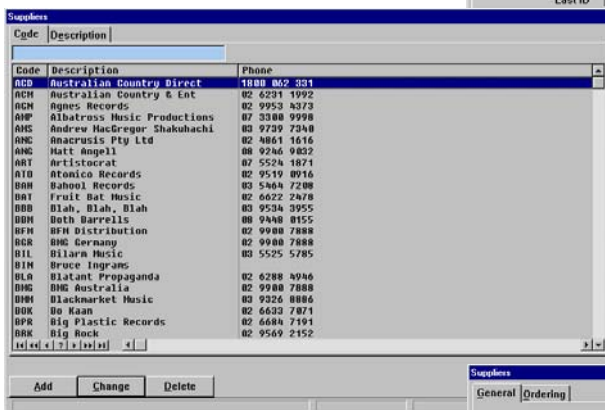 Last ID
Suppliers
Code Description
Code Description Phone
ACD Australian Country Direct 1800 062 331
ACM Australian Country & Ent 02 6231 1992
AGM Agnes Records 02 9953 4373
AMP Albatross Music Productions 07 3300 9998
AMS Andrew MacGregor Shakuhachi 03 9739 7340
ANC Anacrusis Pty Ltd 02 4861 1616
ANG Matt Angell 08 9246 9032
ART Artistocrat 07 5524 1871
ATO Atomico Records 02 9519 0916
BAH Bahool Records 03 5464 7208
BAT Fruit Bat Music 02 6622 2478
BBB Blah, Blah, Blah 03 9534 3955
BBM Both Barrells 08 9448 0155
BFM BFM Distribution 02 9900 7888
BGR BMG Germany 02 9900 7888
BIL Bilarm Music 03 5525 5785
BIM Bruce Ingrams
BLA Blatant Propaganda 02 6288 4946
BMG BMG Australia 02 9900 7888
BMM Blackmarket Music 03 9326 8886
BOK Bo Kaan 02 6633 7071
BPR Big Plastic Records 02 6684 7191
BRK Big Rock 02 9569 2152
Add Change Delete
Suppliers
General Ordering